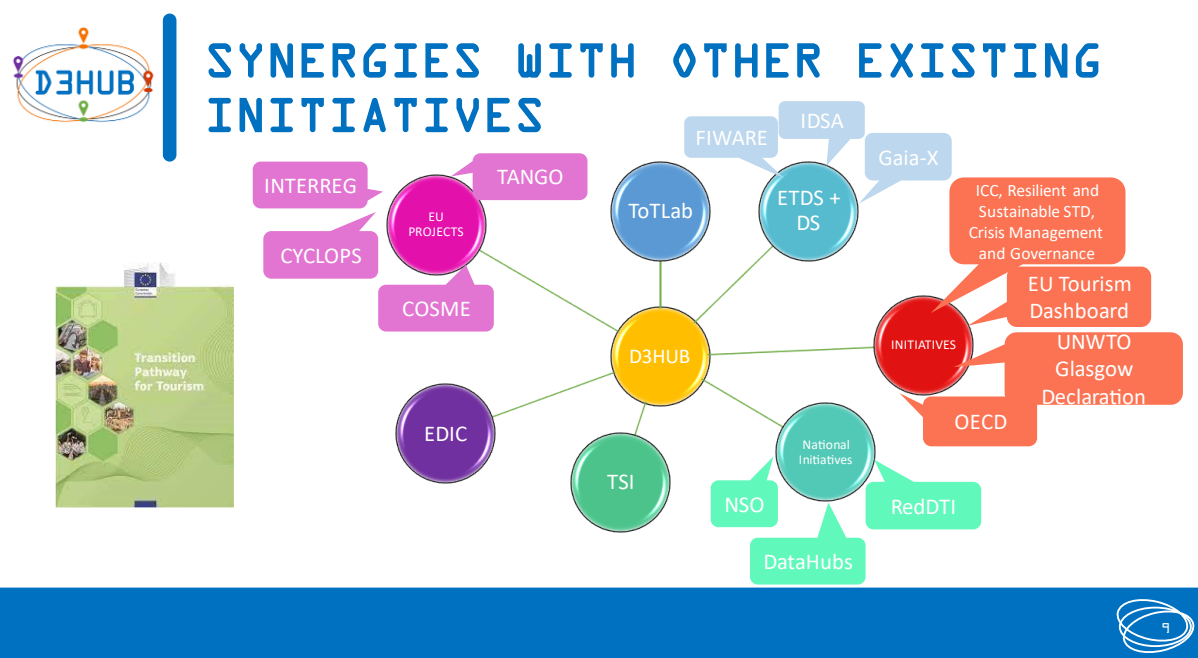 D3HUB
SYNERGIES WITH OTHER EXISTING
INITIATIVES
INTERREG
TANGO
CYCLOPS
COSME
EU
PROJECTS
ToTLab
FIWARE
IDSA
Gaia-X
ETDS +
DS
ICC, Resilient and
Sustainable STD,
Crisis Management
and Governance
EU Tourism
Dashboard
UNWTO
Glasgow
Declaration
OECD
INITIATIVES
D3HUB
EDIC
TSI
National
Initiatives
NSO
RedDTI
DataHubs
Transition
Pathway
for Tourism
9